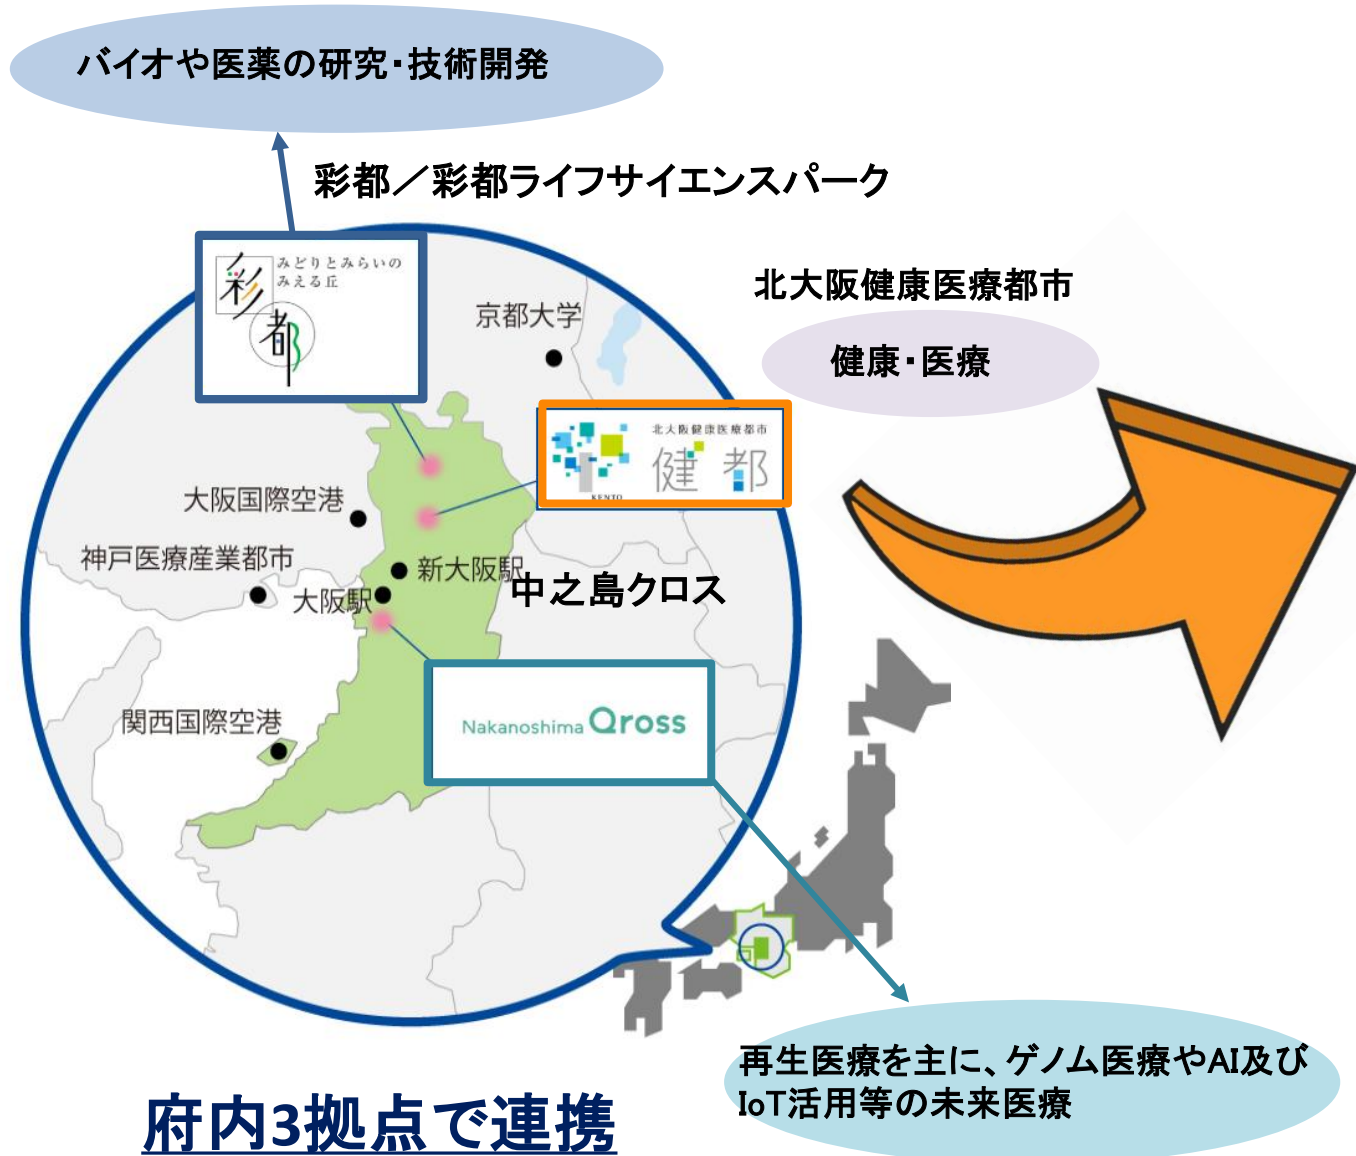 バイオや医薬の研究・技術開発
彩都／彩都ライフサイエンスパーク
彩都
みどりとみらいの
みえる丘
北大阪健康医療都市
健康・医療
京都大学
北大阪健康医療都市
健都
KENTO
大阪国際空港
神戸医療産業都市
新大阪駅
大阪駅
中之島クロス
関西国際空港
Nakanoshima Qross
再生医療を主に、ゲノム医療やAI及び
IoT活用等の未来医療
府内3拠点で連携